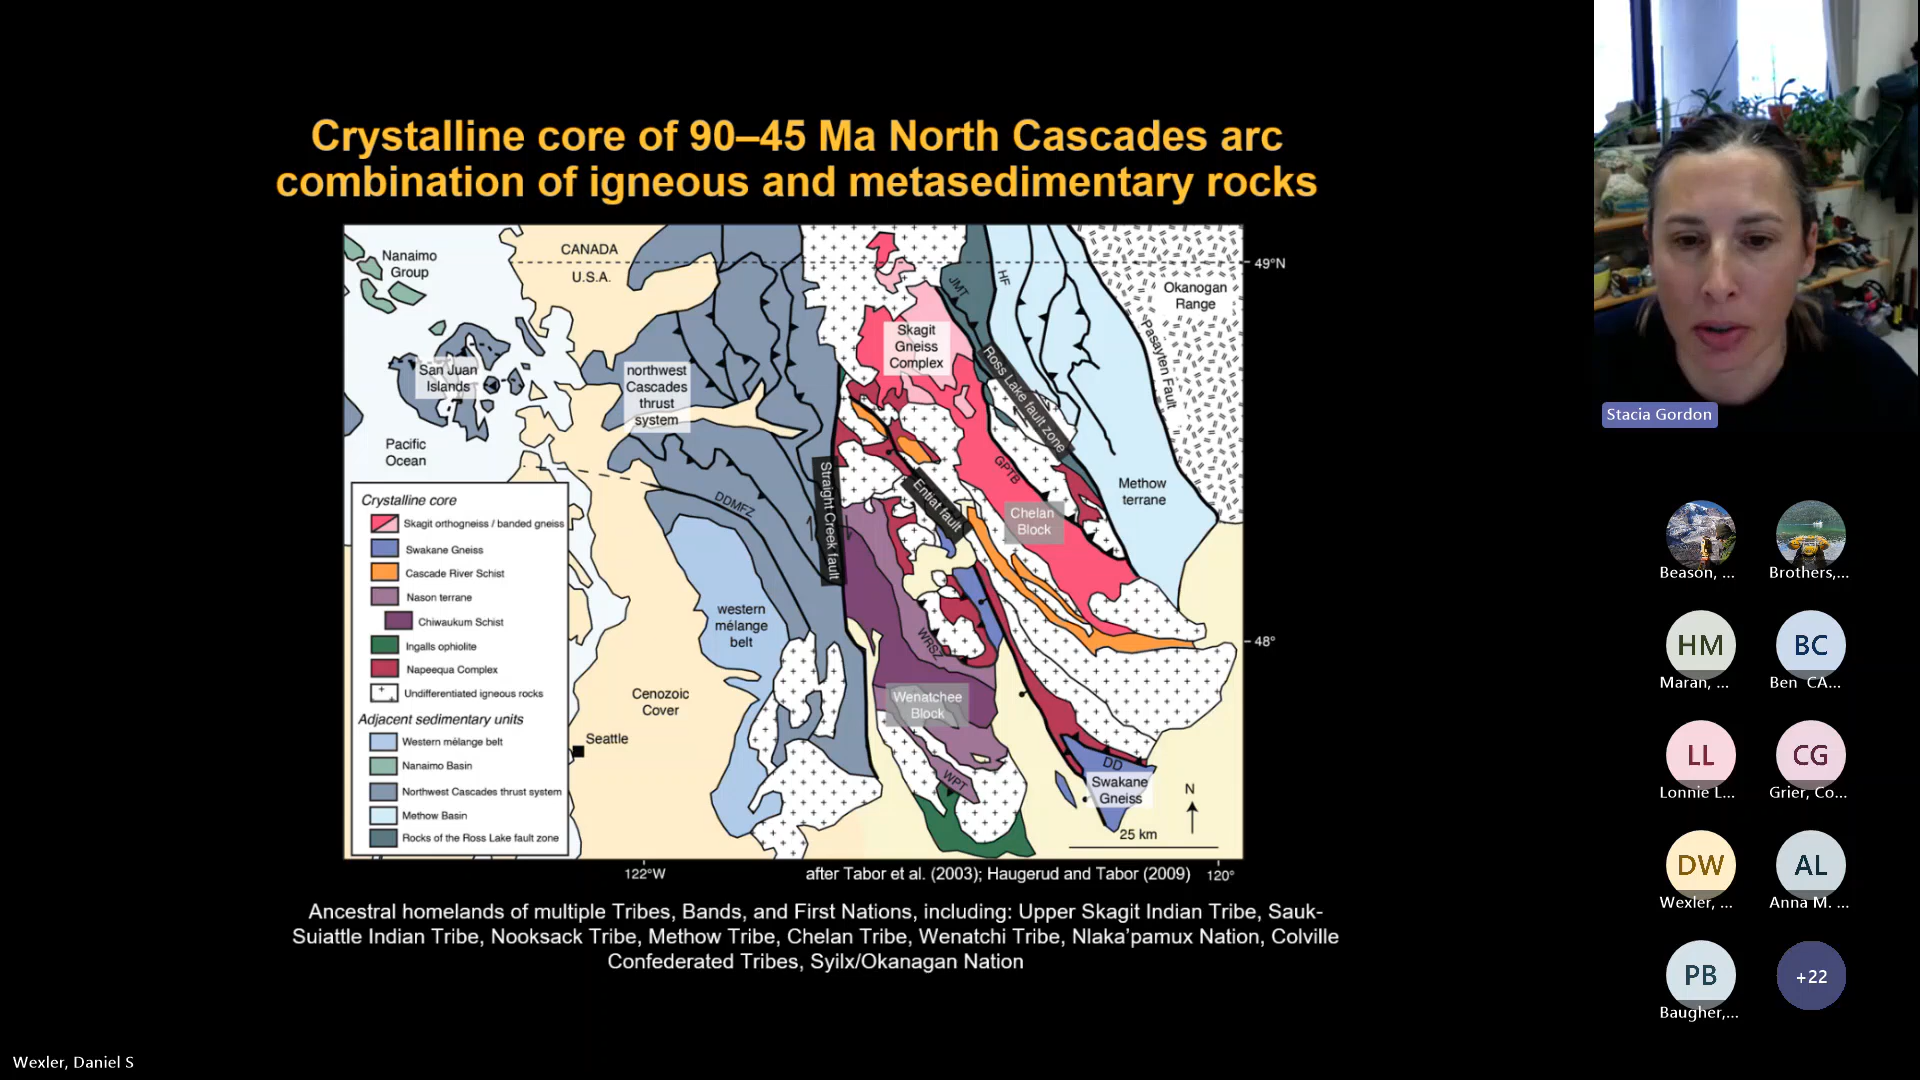 Crystalline core of 90–45 Ma North Cascades arc
combination of igneous and metasedimentary rocks
Nanaimo
Group
CANADA
U.S.A.
49°N
JMT
HF
Okanogan
Range
Pasayten Fault
Skagit
Gneiss
Complex
Ross Lake fault zone
San Juan
Islands
northwest
Cascades
thrust
system
Pacific
Ocean
Straight Creek fault
Entiat fault
GPTB
Methow
terrane
Chelan
Block
DDMFZ
Crystalline core
Skagit orthogneiss / banded gneiss
Swakane Gneiss
Cascade River Schist
Nason terrane
Chiwaukum Schist
Ingalls ophiolite
Napeequa Complex
Undifferentiated igneous rocks
Adjacent sedimentary units
Western mélange belt
Nanaimo Basin
Northwest Cascades thrust system
Methow Basin
Rocks of the Ross Lake fault zone
western
mélange
belt
WRSZ
48°
Cenozoic
Cover
Wenatchee
Block
Seattle
WPT
DD
Swakane
Gneiss
N
25 km
122°W
after Tabor et al. (2003); Haugerud and Tabor (2009)
120°
Ancestral homelands of multiple Tribes, Bands, and First Nations, including: Upper Skagit Indian Tribe, Sauk-
Suiattle Indian Tribe, Nooksack Tribe, Methow Tribe, Chelan Tribe, Wenatchi Tribe, Nlaka’pamux Nation, Colville
Confederated Tribes, Syilx/Okanagan Nation
Stacia Gordon
Beason, ...
Brothers,...
HM
BC
Maran, ...
Ben CA...
LL
CG
Lonnie L...
Grier, Co...
DW
AL
Wexler, ...
Anna M. ...
PB
+22
Baugher,...
Wexler, Daniel S